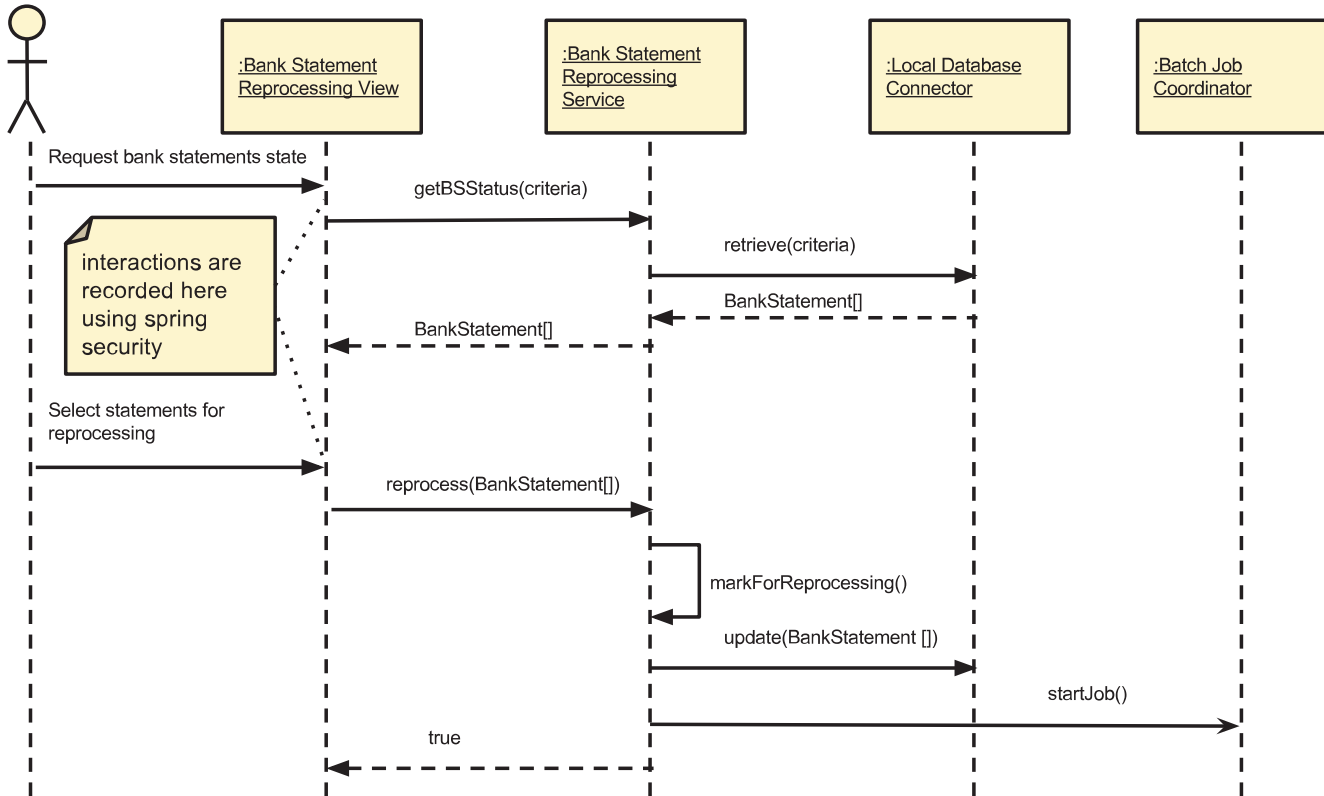 :Bank Statement
Reprocessing View
:Bank Statement
Reprocessing
Service
:Local Database
Connector
:Batch Job
Coordinator
Request bank statements state
getBSStatus(criteria)
retrieve(criteria)
interactions are
recorded here
using spring
security
BankStatement[]
BankStatement[]
Select statements for
reprocessing
reprocess(BankStatement[])
markForReprocessing()
update(BankStatement [])
startJob()
true